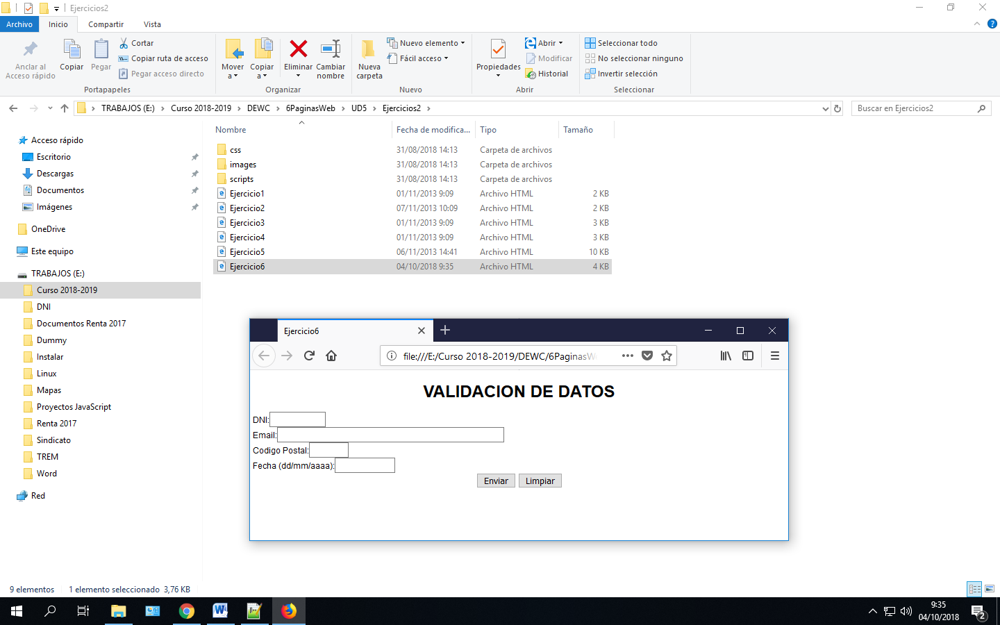 Ejercicios2
Archivo Inicio Compartir Vista
Anclar al Acceso rápido
Copiar
Pegar
Cortar
Copiar ruta de acceso
Pegar acceso directo
Portapapeles
Mover a
Copiar a
Eliminar
Cambiar nombre
Organizar
Nueva carpeta
Nuevo elemento
Fácil acceso
Nuevo
Propiedades
Abrir
Modificar
Historial
Abrir
Seleccionar todo
No seleccionar ninguno
Invertir selección
Seleccionar
TRABAJOS (E:) Curso 2018-2019 DEWC 6PaginasWeb UD5 Ejercicios2
Buscar en Ejercicios2
Acceso rápido
Escritorio
Descargas
Documentos
Imágenes
OneDrive
Este equipo
TRABAJOS (E:)
Curso 2018-2019
DNI
Documentos Renta 2017
Dummy
Instalar
Linux
Mapas
Proyectos JavaScript
Renta 2017
Sindicato
TREM
Word
Red
Nombre Fecha de modifica... Tipo Tamaño
css 31/08/2018 14:13 Carpeta de archivos
images 31/08/2018 14:13 Carpeta de archivos
scripts 31/08/2018 14:13 Carpeta de archivos
Ejercicio1 01/11/2013 9:09 Archivo HTML 2 KB
Ejercicio2 07/11/2013 10:09 Archivo HTML 2 KB
Ejercicio3 01/11/2013 9:09 Archivo HTML 3 KB
Ejercicio4 01/11/2013 9:09 Archivo HTML 3 KB
Ejercicio5 06/11/2013 14:41 Archivo HTML 10 KB
Ejercicio6 04/10/2018 9:35 Archivo HTML 4 KB
Ejercicio6
file:///E:/Curso 2018-2019/DEWC/6PaginasWe
VALIDACION DE DATOS
DNI:
Email:
Codigo Postal:
Fecha (dd/mm/aaaa):
Enviar Limpiar
9 elementos 1 elemento seleccionado 3,76 KB
9:35
04/10/2018
2